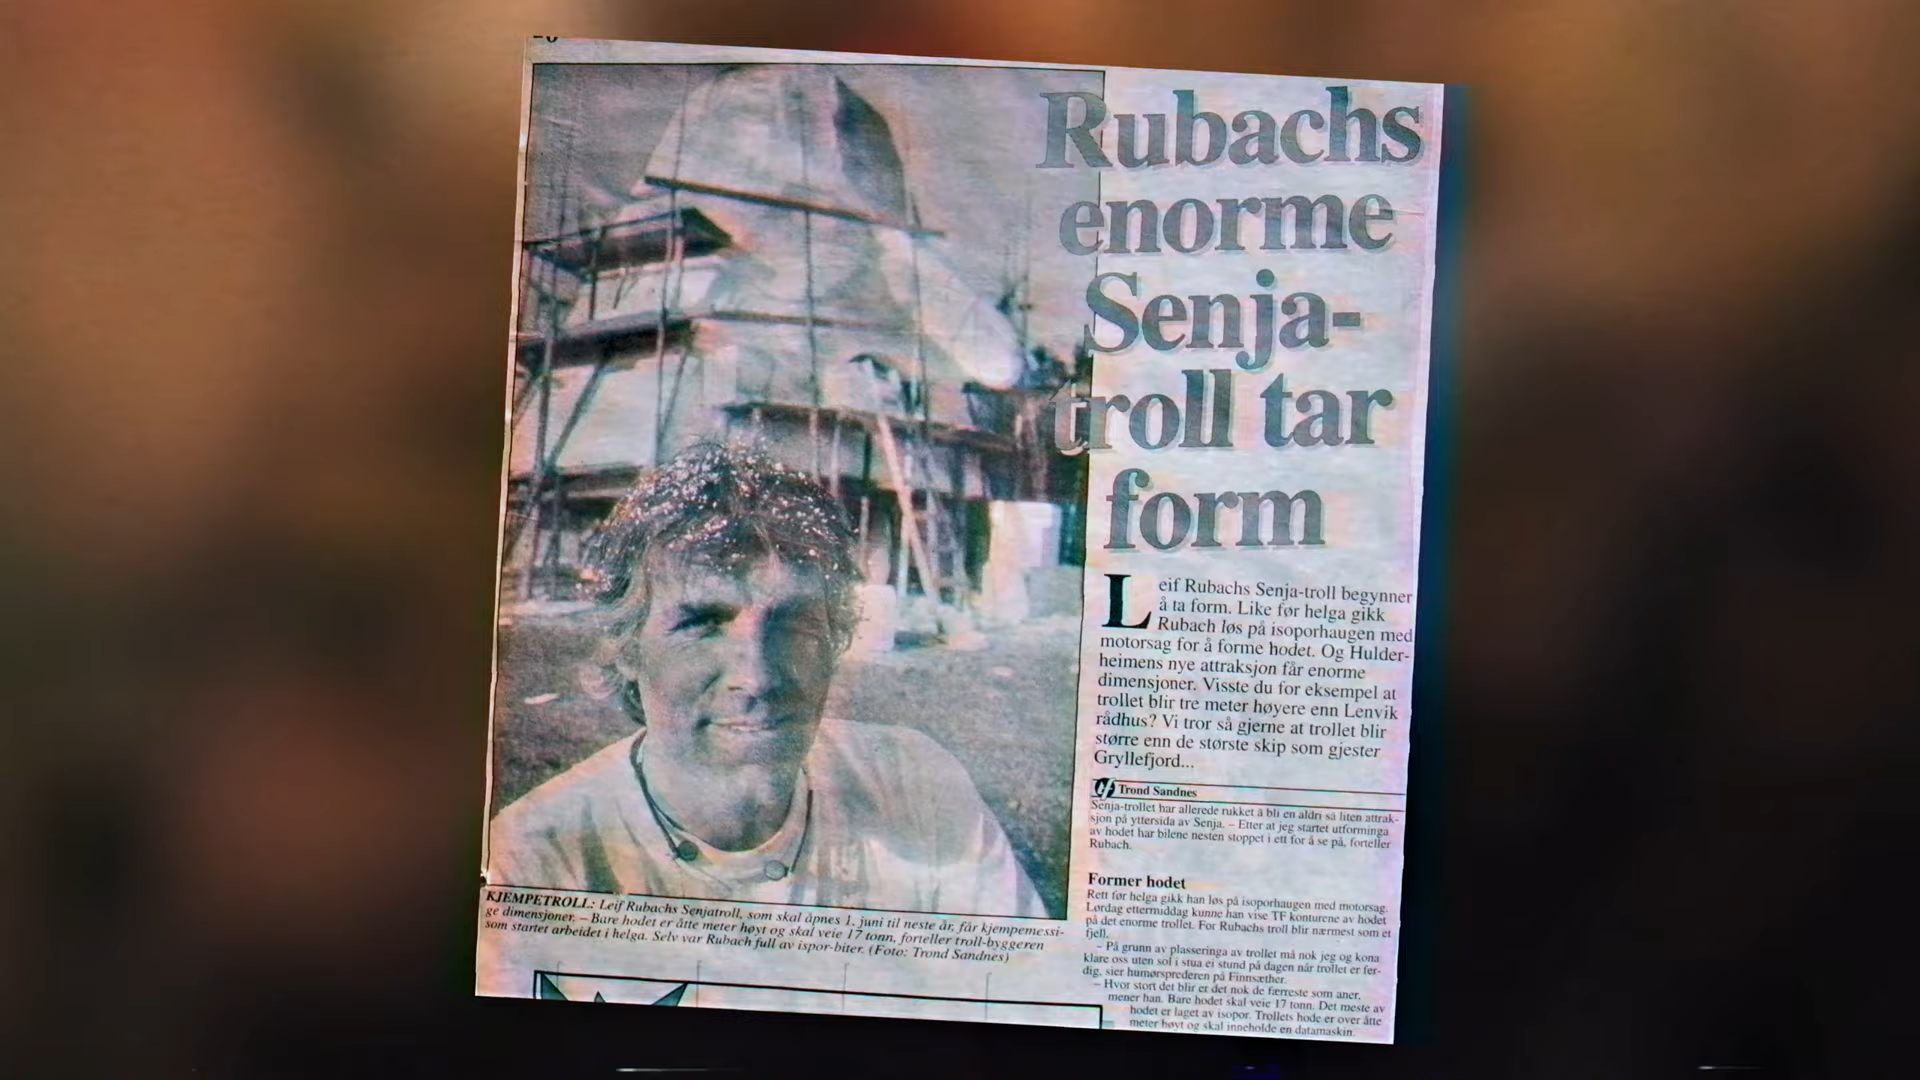 Rubachs
enorme
Senja-
troll tar
form
Leif Rubachs Senja-troll begynner
å ta form. Like før helga gikk
Rubach løs på isoporhaugen med
motorsag for å forme hodet. Og Hulder-
heimens nye attraksjon får enorme
dimensjoner. Visste du for eksempel at
trollet blir tre meter høyere enn Lenvik
rådhus? Vi tror så gjerne at trollet blir
større enn de største skip som gjester
Gryllefjord...
Trond Sandnes
Senja-trollet har allerede rukket å bli en aldri så liten attrak-
sjon på yttersida av Senja. – Etter at jeg startet utforminga
av hodet har bilene nesten stoppet i ett for å se på, forteller
Rubach.
Former hodet
Rett før helga gikk han løs på isoporhaugen med motorsag.
Lørdag ettermiddag kunne han vise TF konturene av hodet
på det enorme trollet. For Rubachs troll blir nærmest som et
fjell.
– På grunn av plasseringa av trollet må nok jeg og kona
klare oss uten sol i stua ei stund på dagen når trollet er fer-
dig, sier humørsprederen på Finnsæther.
– Hvor stort det blir er det nok de færreste som aner,
mener han. Bare hodet skal veie 17 tonn. Det meste av
hodet er laget av isopor. Trollets hode er over åtte
meter høyt og skal inneholde en datamaskin.
KJEMPETROLL: Leif Rubachs Senjatroll, som skal åpnes 1. juni til neste år, får kjempemessi-
ge dimensjoner. – Bare hodet er åtte meter høyt og skal veie 17 tonn, forteller troll-byggeren
som startet arbeidet i helga. Selv var Rubach full av ispor-biter. (Foto: Trond Sandnes)